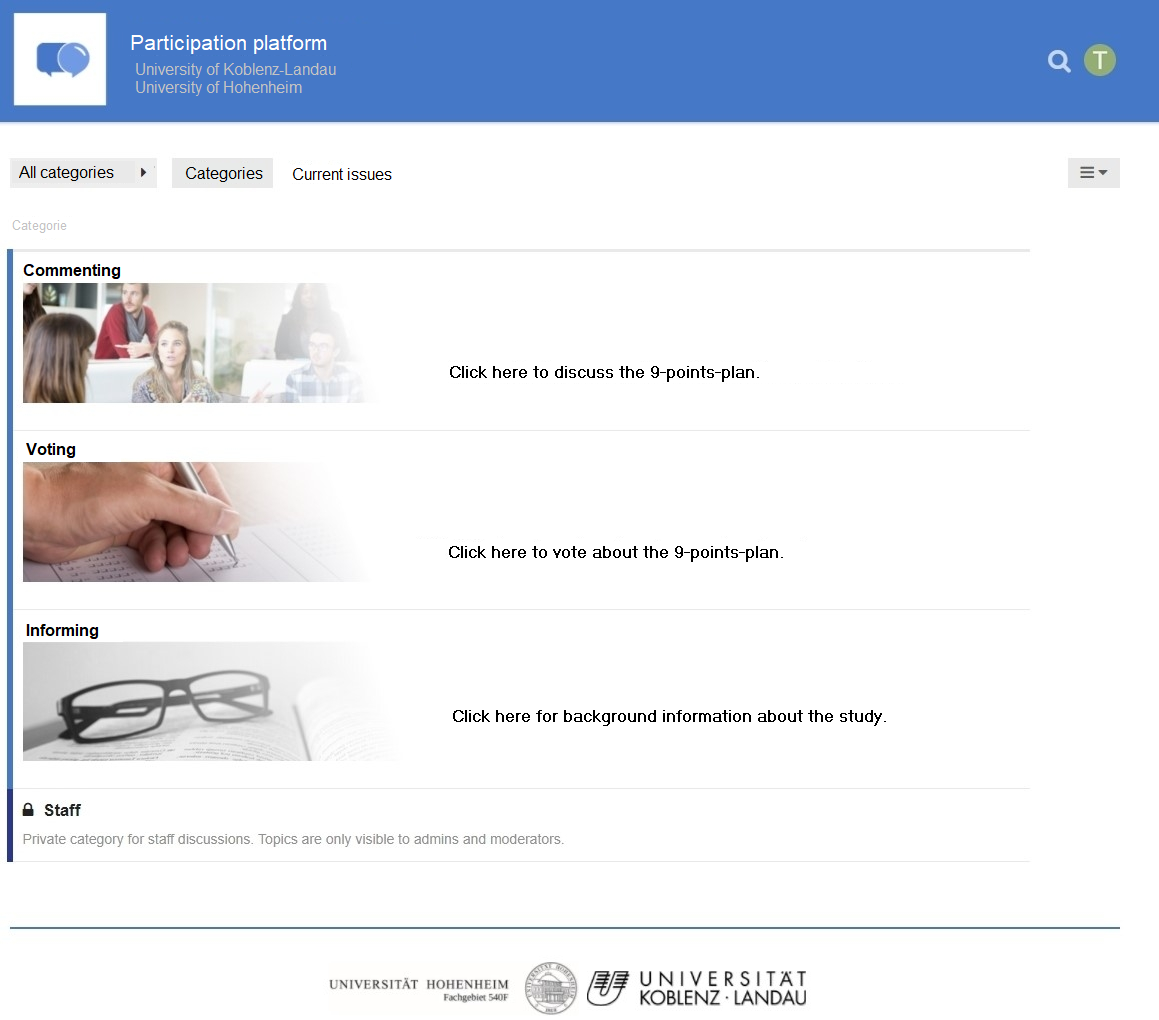 Participation platform
University of Koblenz-Landau
University of Hohenheim
T
All categories
Categories
Current issues
Categorie
Commenting
Click here to discuss the 9-points-plan.
Voting
Click here to vote about the 9-points-plan.
Informing
Click here for background information about the study.
Staff
Private category for staff discussions. Topics are only visible to admins and moderators.
UNIVERSITÄT HOHENHEIM
Fachgebiet 540F
UNIVERSITÄT
KOBLENZ · LANDAU